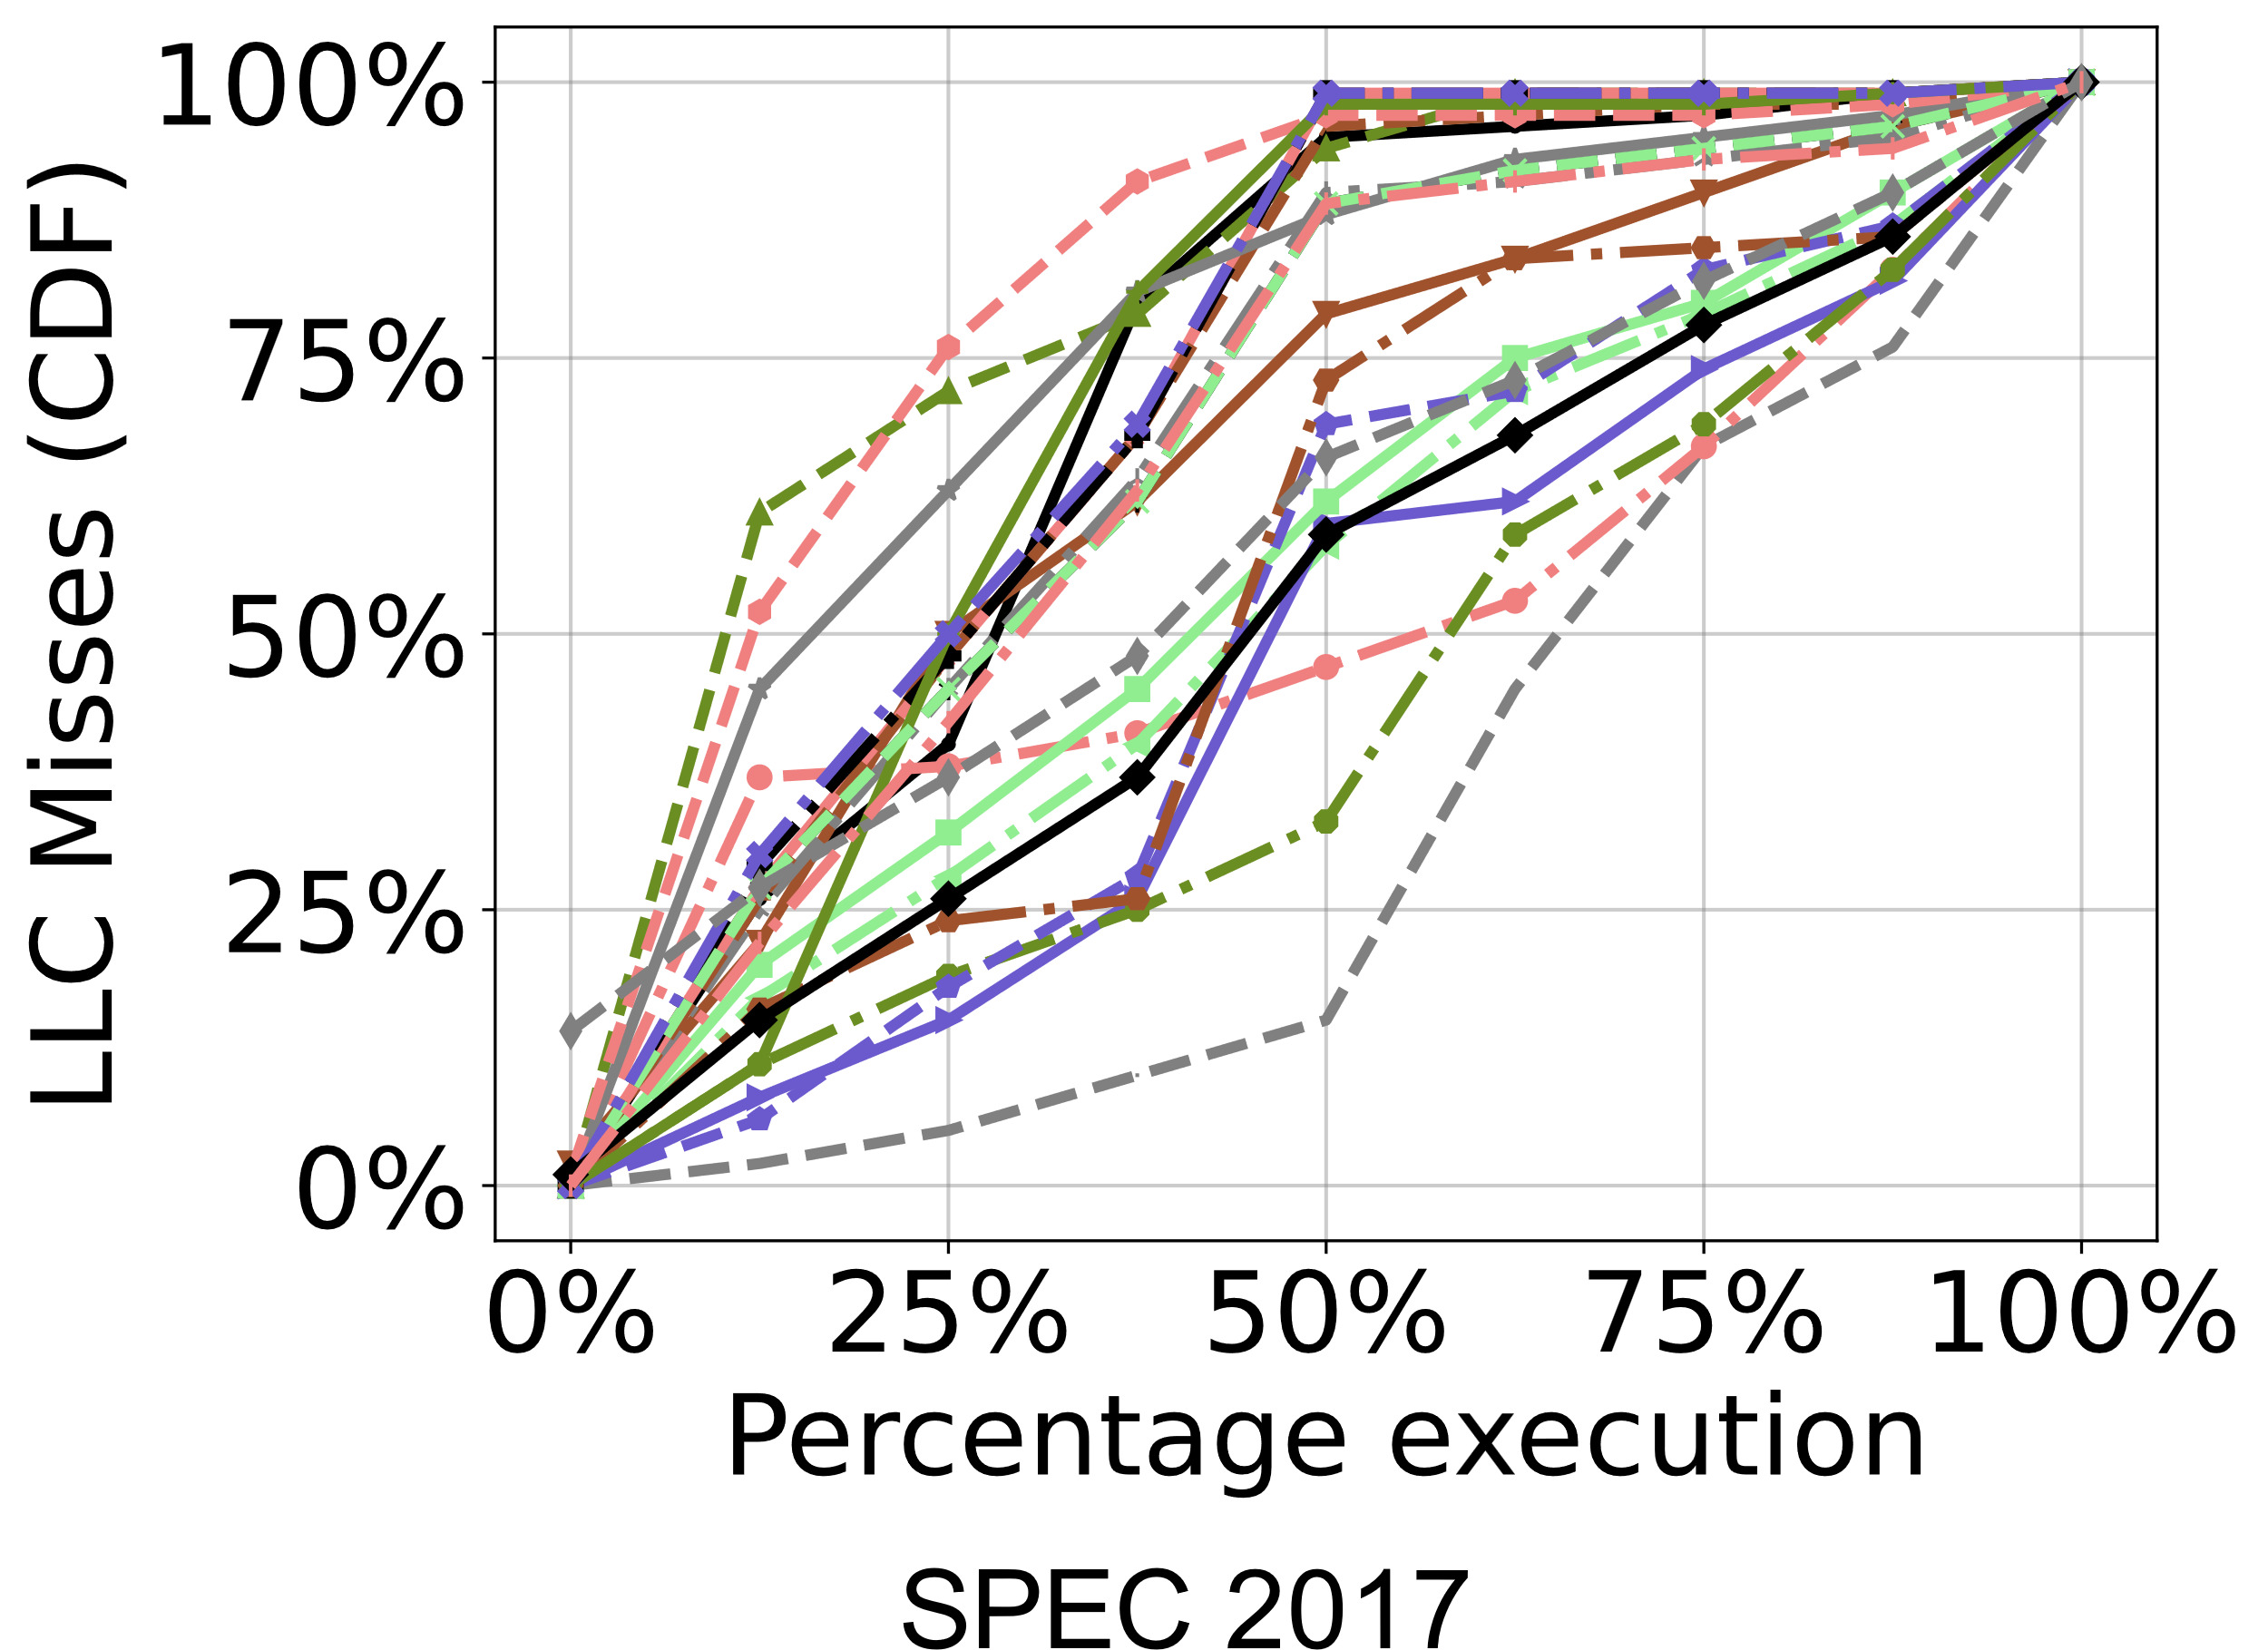 LLC Misses (CDF)
100%
75%
50%
25%
0%
0% 25% 50% 75% 100%
Percentage execution
SPEC 2017